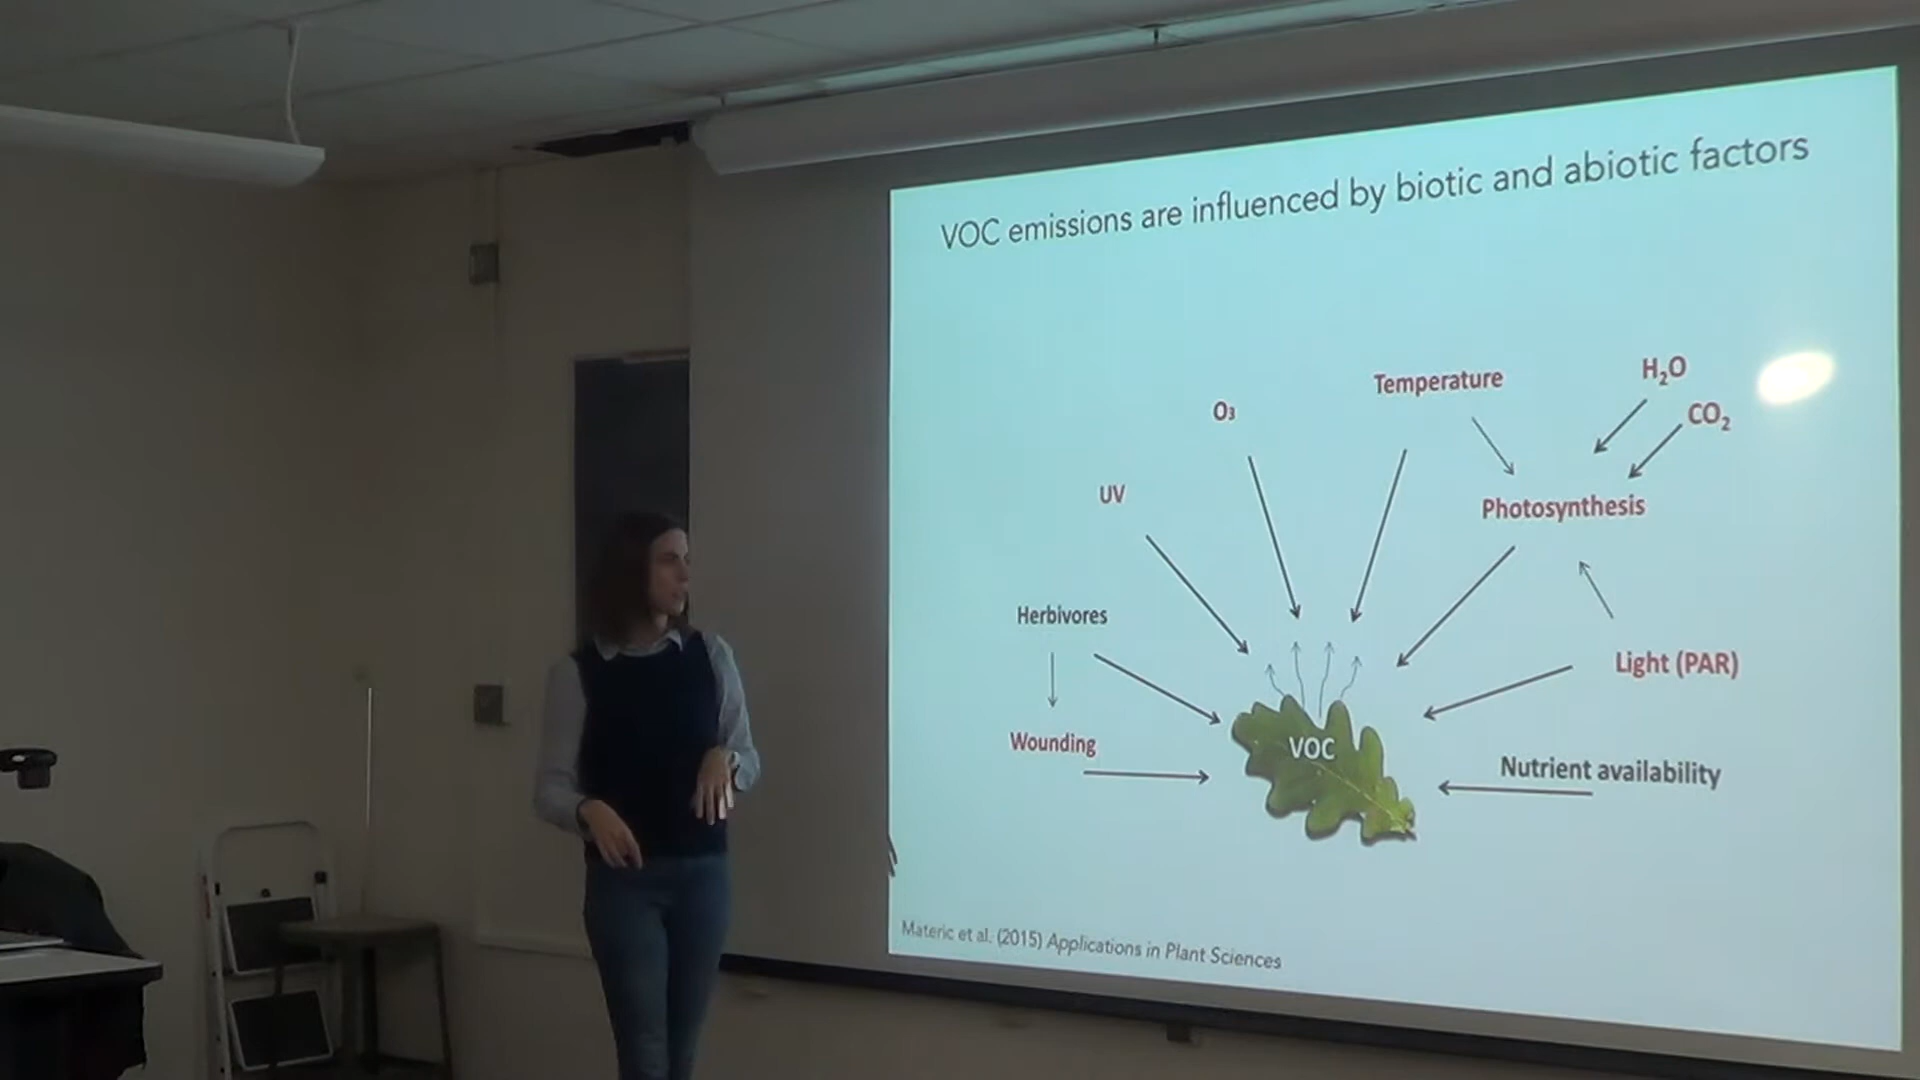 VOC emissions are influenced by biotic and abiotic factors
H₂O
Temperature
CO₂
O₃
UV
Photosynthesis
Herbivores
Light (PAR)
Wounding
VOC
Nutrient availability
Materic et al. (2015) Applications in Plant Sciences